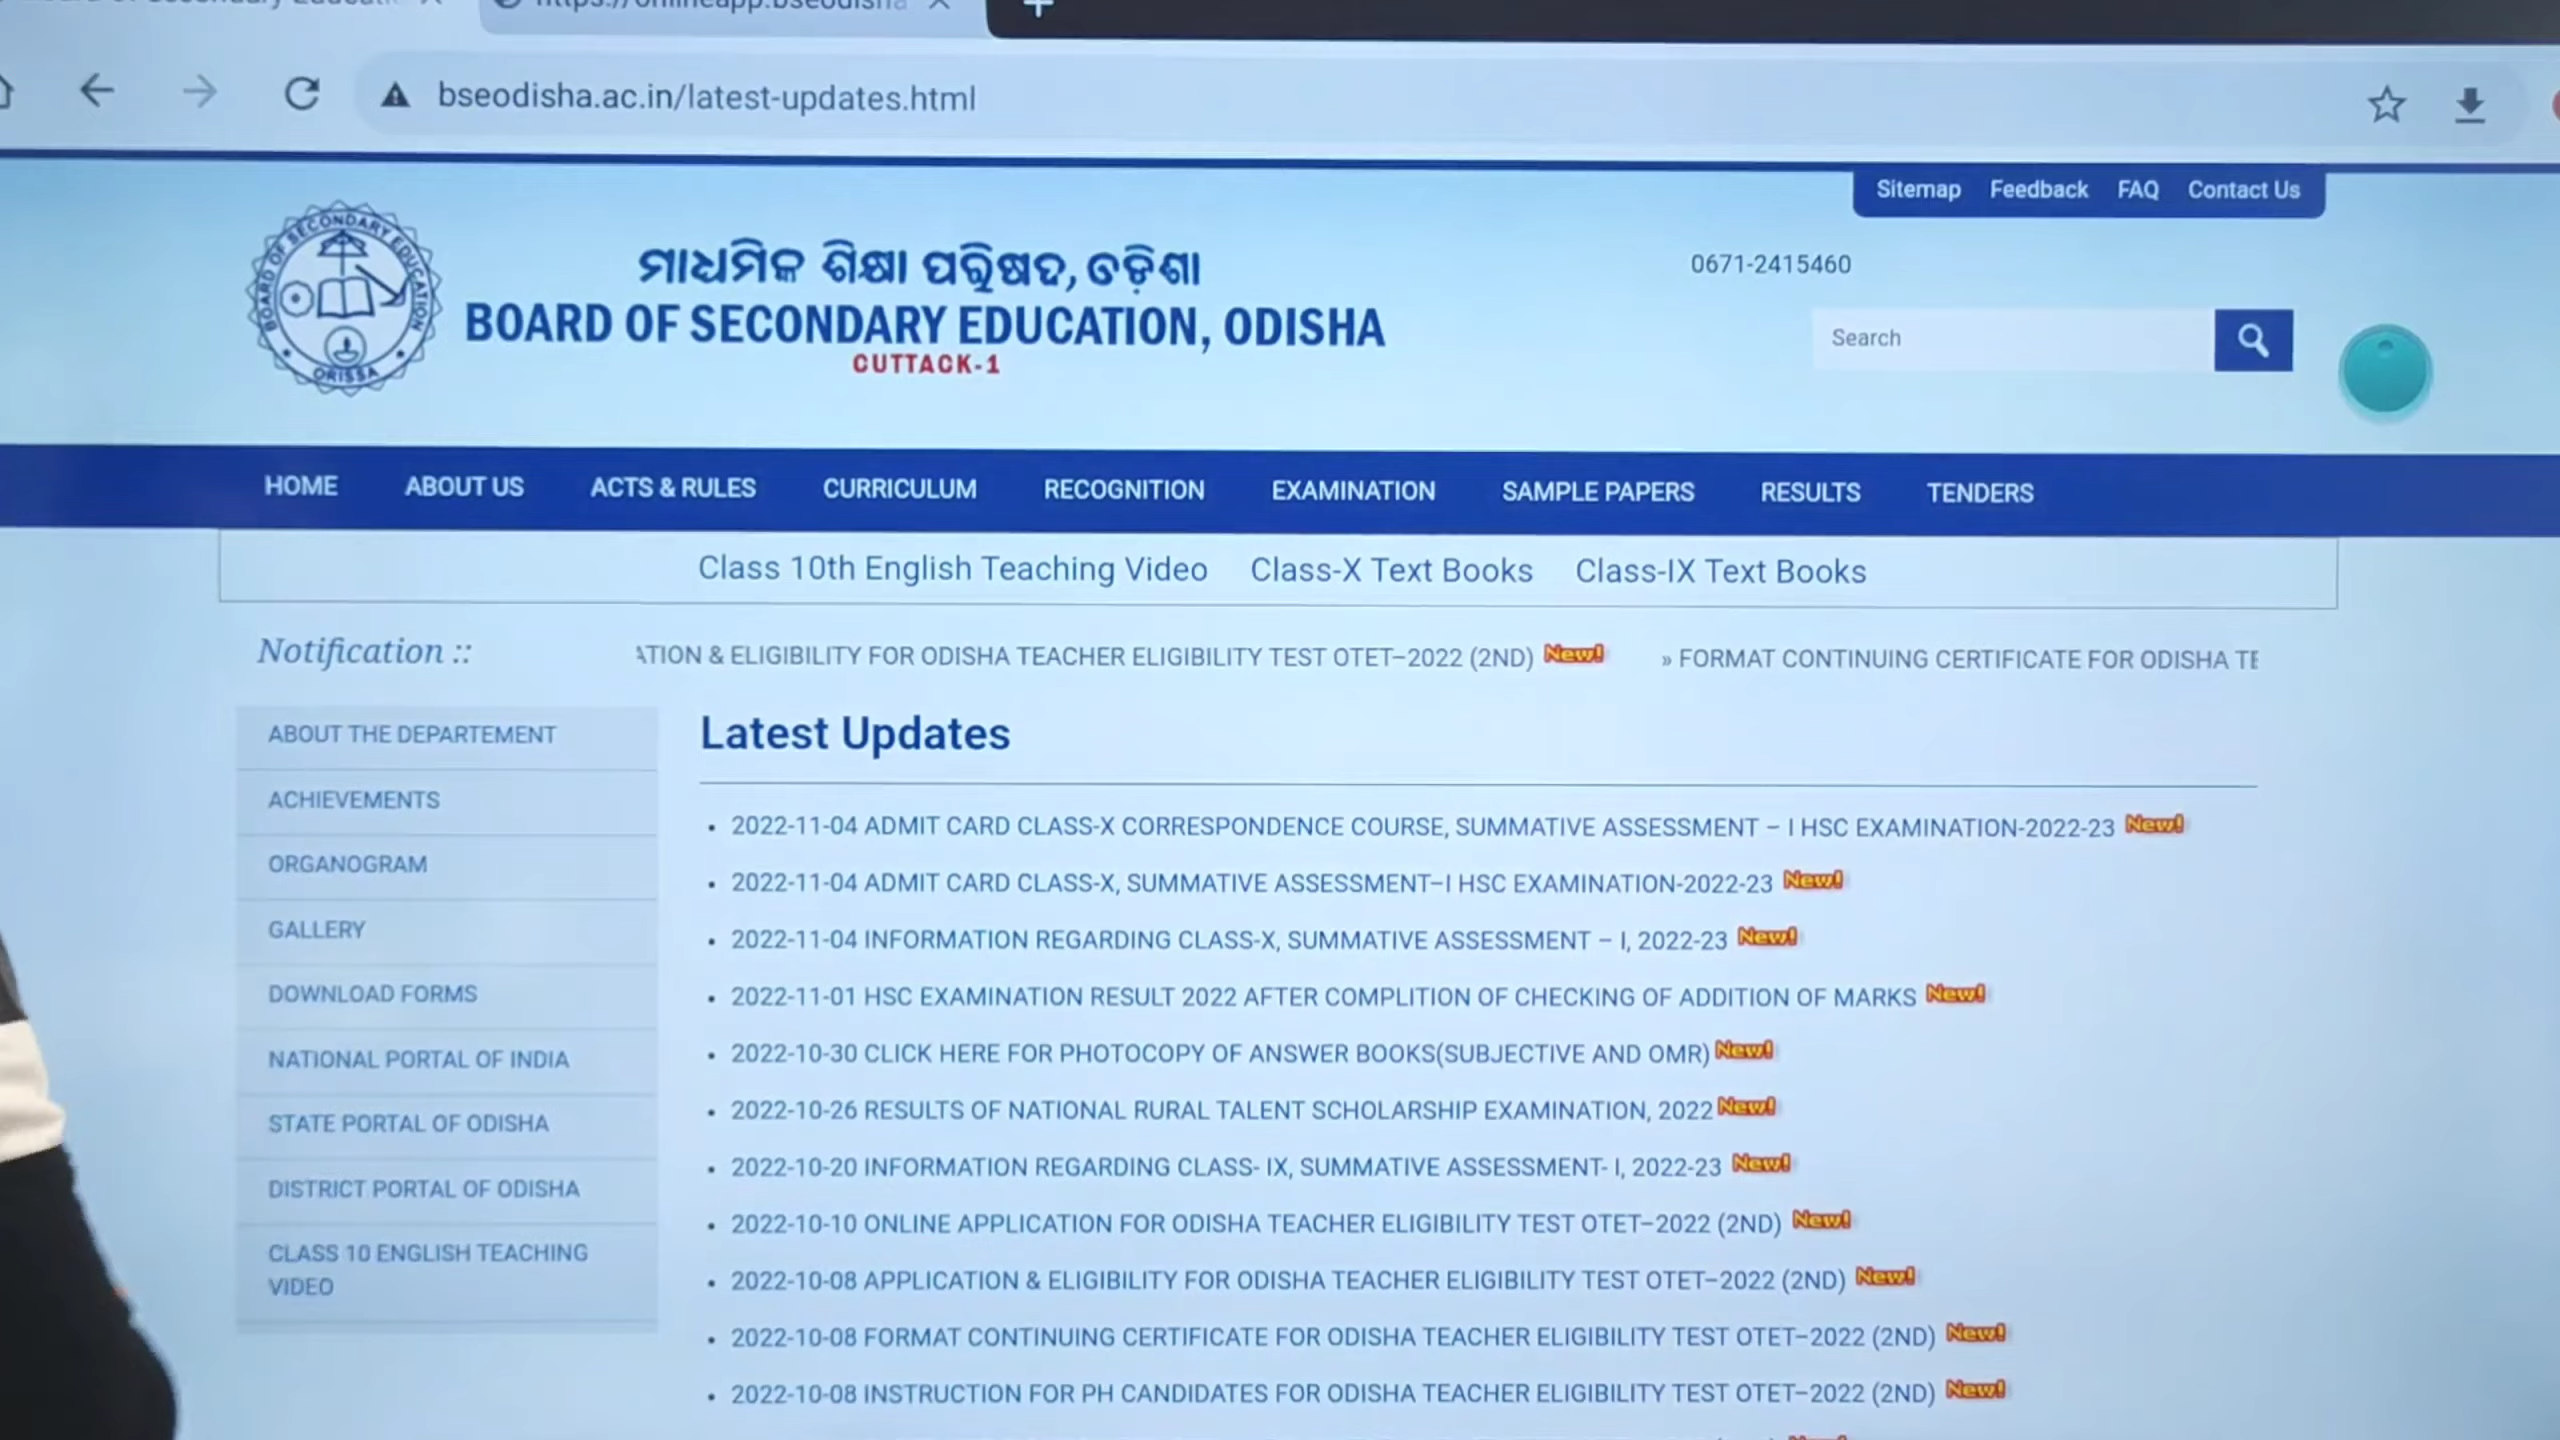 bseodisha.ac.in/latest-updates.html
Sitemap Feedback FAQ Contact Us
BOARD OF SECONDARY EDUCATION
ORISSA
ମାଧ୍ୟମିକ ଶିକ୍ଷା ପରିଷଦ, ଓଡ଼ିଶା
BOARD OF SECONDARY EDUCATION, ODISHA
CUTTACK-1
0671-2415460
Search
HOME ABOUT US ACTS & RULES CURRICULUM RECOGNITION EXAMINATION SAMPLE PAPERS RESULTS TENDERS
Class 10th English Teaching Video Class-X Text Books Class-IX Text Books
Notification :: & ELIGIBILITY FOR ODISHA TEACHER ELIGIBILITY TEST OTET–2022 (2ND) New! » FORMAT CONTINUING CERTIFICATE FOR ODISHA
ABOUT THE DEPARTEMENT
ACHIEVEMENTS
ORGANOGRAM
GALLERY
DOWNLOAD FORMS
NATIONAL PORTAL OF INDIA
STATE PORTAL OF ODISHA
DISTRICT PORTAL OF ODISHA
CLASS 10 ENGLISH TEACHING
VIDEO
Latest Updates
• 2022-11-04 ADMIT CARD CLASS-X CORRESPONDENCE COURSE, SUMMATIVE ASSESSMENT – I HSC EXAMINATION-2022-23 New!
• 2022-11-04 ADMIT CARD CLASS-X, SUMMATIVE ASSESSMENT–I HSC EXAMINATION-2022-23 New!
• 2022-11-04 INFORMATION REGARDING CLASS-X, SUMMATIVE ASSESSMENT – I, 2022-23 New!
• 2022-11-01 HSC EXAMINATION RESULT 2022 AFTER COMPLITION OF CHECKING OF ADDITION OF MARKS New!
• 2022-10-30 CLICK HERE FOR PHOTOCOPY OF ANSWER BOOKS(SUBJECTIVE AND OMR) New!
• 2022-10-26 RESULTS OF NATIONAL RURAL TALENT SCHOLARSHIP EXAMINATION, 2022 New!
• 2022-10-20 INFORMATION REGARDING CLASS- IX, SUMMATIVE ASSESSMENT- I, 2022-23 New!
• 2022-10-10 ONLINE APPLICATION FOR ODISHA TEACHER ELIGIBILITY TEST OTET–2022 (2ND) New!
• 2022-10-08 APPLICATION & ELIGIBILITY FOR ODISHA TEACHER ELIGIBILITY TEST OTET–2022 (2ND) New!
• 2022-10-08 FORMAT CONTINUING CERTIFICATE FOR ODISHA TEACHER ELIGIBILITY TEST OTET–2022 (2ND) New!
• 2022-10-08 INSTRUCTION FOR PH CANDIDATES FOR ODISHA TEACHER ELIGIBILITY TEST OTET–2022 (2ND) New!